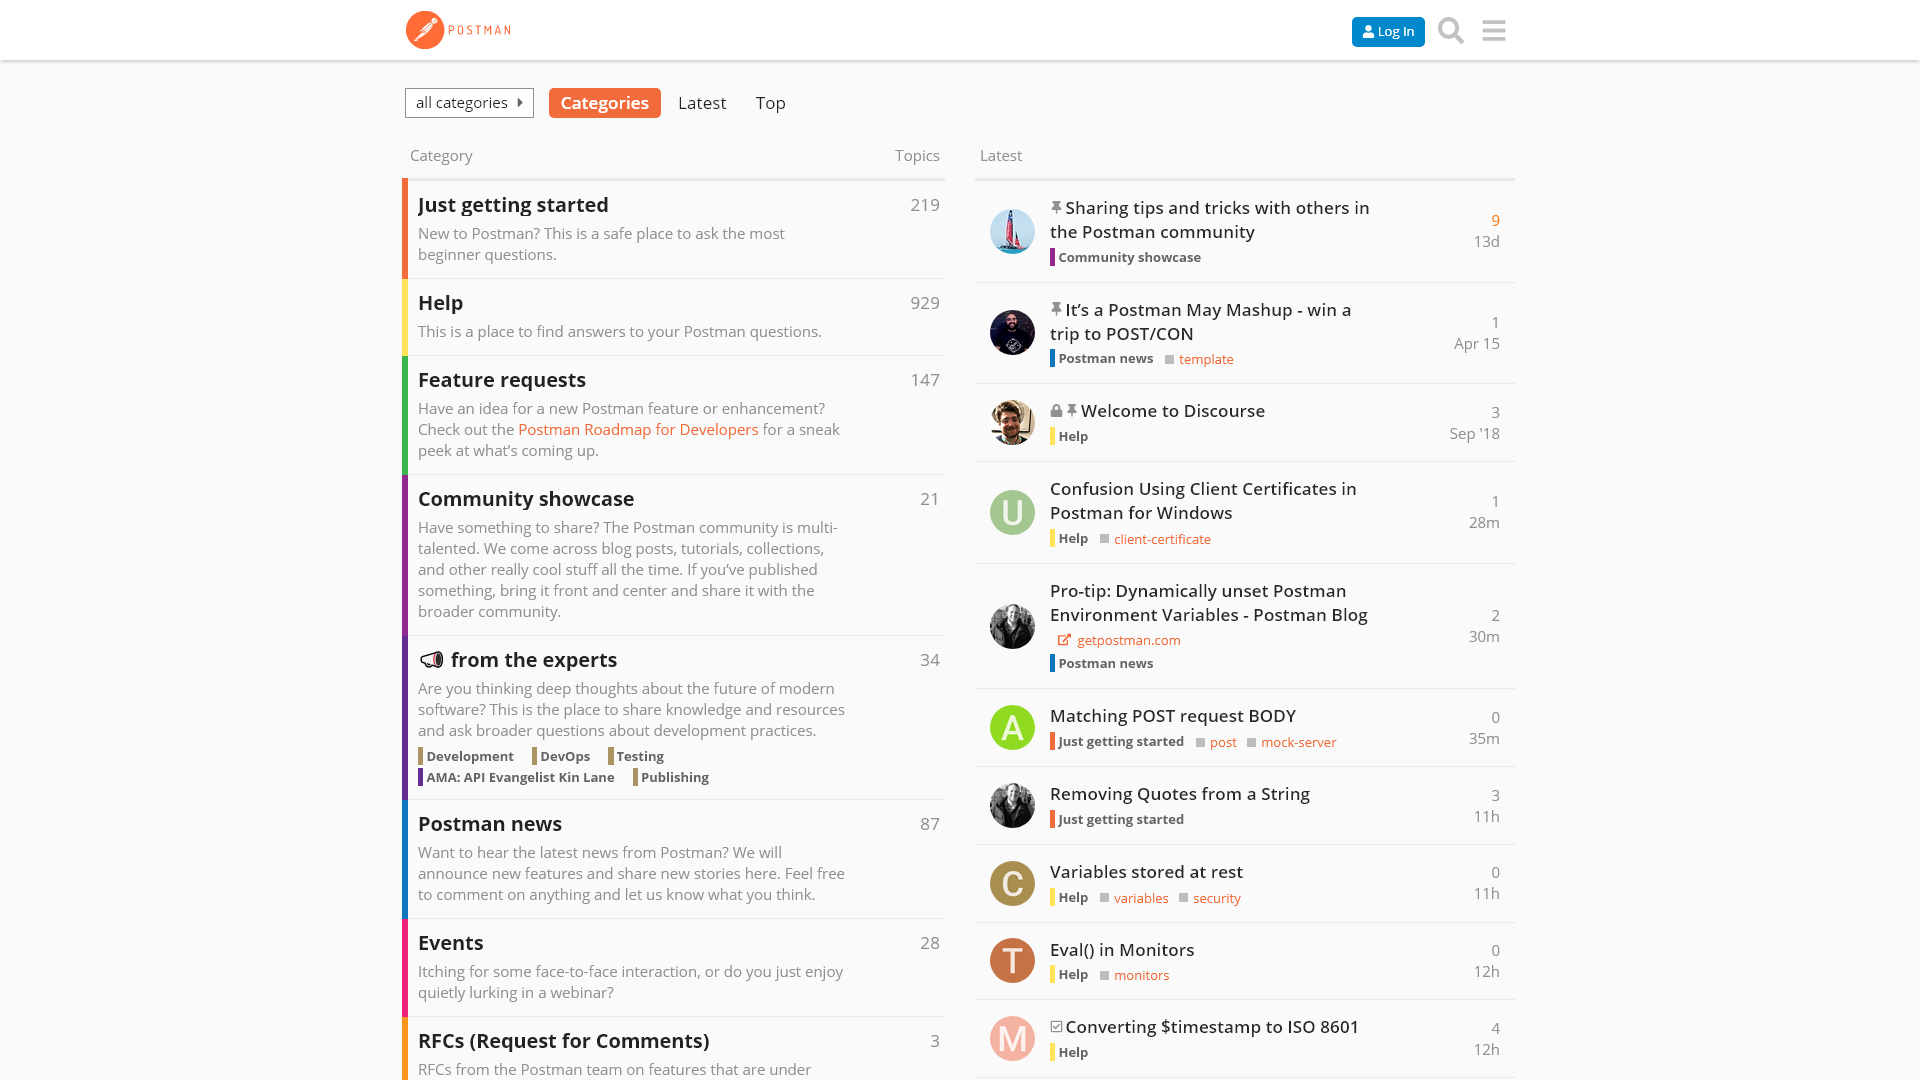 POSTMAN
Log In
all categories
Categories
Latest
Top
Category
Topics
Just getting started
219
New to Postman? This is a safe place to ask the most
beginner questions.
Help
929
This is a place to find answers to your Postman questions.
Feature requests
147
Have an idea for a new Postman feature or enhancement?
Check out the Postman Roadmap for Developers for a sneak
peek at what’s coming up.
Community showcase
21
Have something to share? The Postman community is multi-
talented. We come across blog posts, tutorials, collections,
and other really cool stuff all the time. If you’ve published
something, bring it front and center and share it with the
broader community.
from the experts
34
Are you thinking deep thoughts about the future of modern
software? This is the place to share knowledge and resources
and ask broader questions about development practices.
Development DevOps Testing
AMA: API Evangelist Kin Lane Publishing
Postman news
87
Want to hear the latest news from Postman? We will
announce new features and share new stories here. Feel free
to comment on anything and let us know what you think.
Events
28
Itching for some face-to-face interaction, or do you just enjoy
quietly lurking in a webinar?
RFCs (Request for Comments)
3
RFCs from the Postman team on features that are under
Latest
Sharing tips and tricks with others in
the Postman community
Community showcase
9
13d
It’s a Postman May Mashup - win a
trip to POST/CON
Postman news template
1
Apr 15
Welcome to Discourse
Help
3
Sep '18
U
Confusion Using Client Certificates in
Postman for Windows
Help client-certificate
1
28m
Pro-tip: Dynamically unset Postman
Environment Variables - Postman Blog
getpostman.com
Postman news
2
30m
A
Matching POST request BODY
Just getting started post mock-server
0
35m
Removing Quotes from a String
Just getting started
3
11h
C
Variables stored at rest
Help variables security
0
11h
T
Eval() in Monitors
Help monitors
0
12h
M
Converting $timestamp to ISO 8601
Help
4
12h